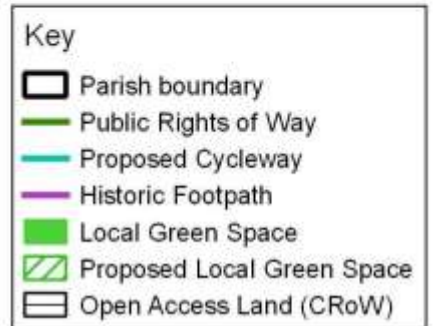 Key
Parish boundary
Public Rights of Way
Proposed Cycleway
Historic Footpath
Local Green Space
Proposed Local Green Space
Open Access Land (CRoW)